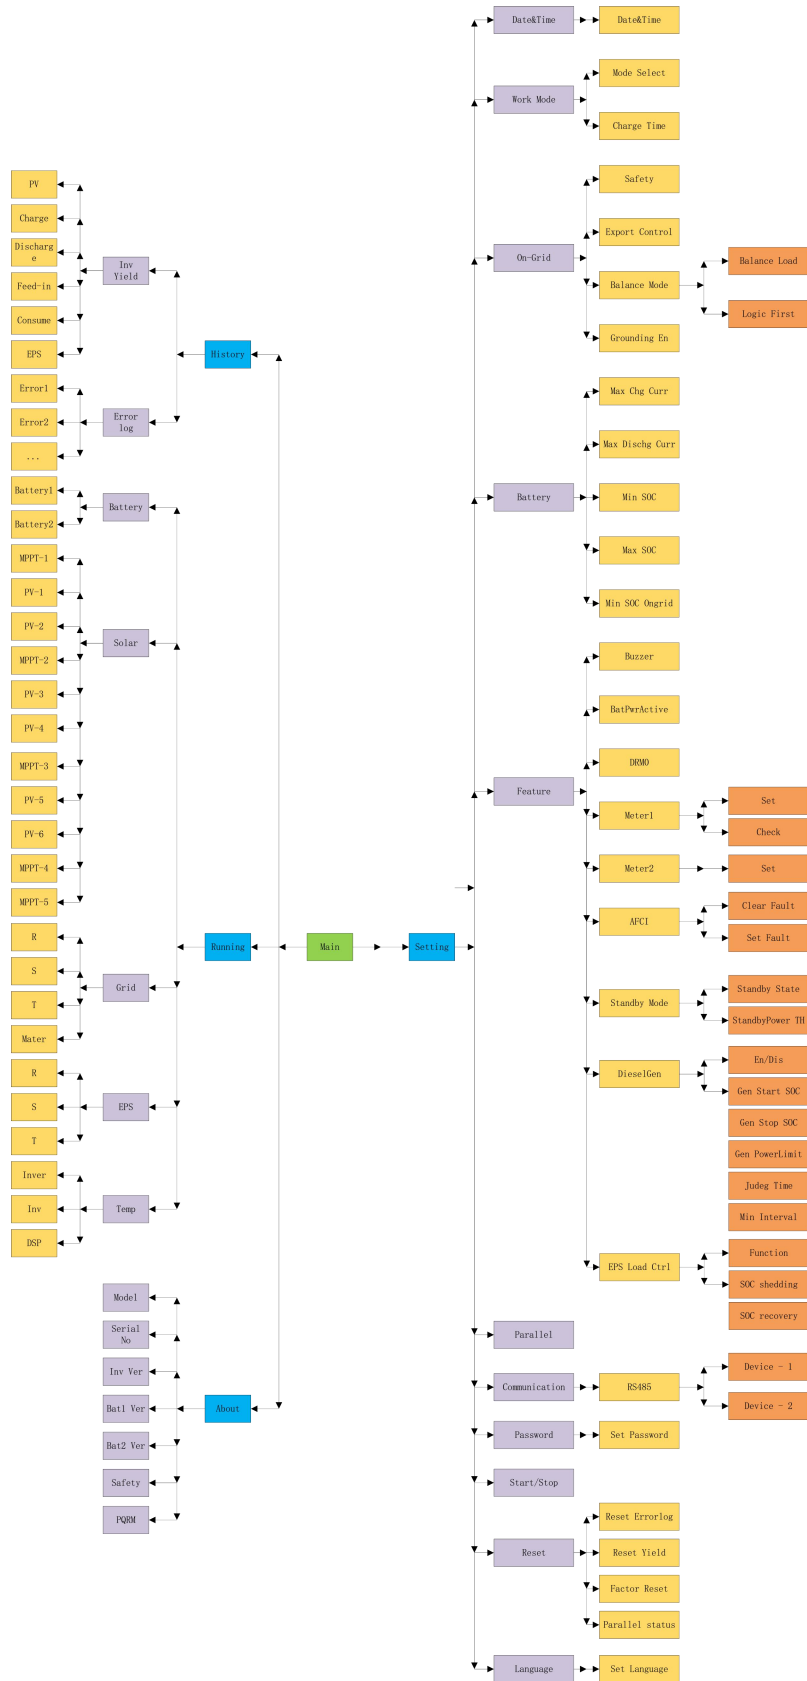 PV
Charge
Discharg
e
Feed-in
Consume
EPS
Error1
Error2
...
Battery1
Battery2
MPPT-1
PV-1
PV-2
MPPT-2
PV-3
PV-4
MPPT-3
PV-5
PV-6
MPPT-4
MPPT-5
R
S
T
Mater
R
S
T
Inver
Inv
DSP
Inv
Yield
Error
log
Battery
Solar
Grid
EPS
Temp
Model
Serial
No
Inv Ver
Bat1 Ver
Bat2 Ver
Safety
PQRM
History
Running
About
Main
Setting
Date&Time
Work Mode
On-Grid
Battery
Feature
Parallel
Communication
Password
Start/Stop
Reset
Language
Date&Time
Mode Select
Charge Time
Safety
Export Control
Balance Mode
Grounding En
Max Chg Curr
Max Dischg Curr
Min SOC
Max SOC
Min SOC Ongrid
Buzzer
BatPwrActive
DRM0
Meter1
Meter2
AFCI
Standby Mode
DieselGen
EPS Load Ctrl
RS485
Set Password
Reset Errorlog
Reset Yield
Factor Reset
Parallel status
Set Language
Balance Load
Logic First
Set
Check
Set
Clear Fault
Set Fault
Standby State
StandbyPower TH
En/Dis
Gen Start SOC
Gen Stop SOC
Gen PowerLimit
Judeg Time
Min Interval
Function
SOC shedding
SOC recovery
Device - 1
Device - 2